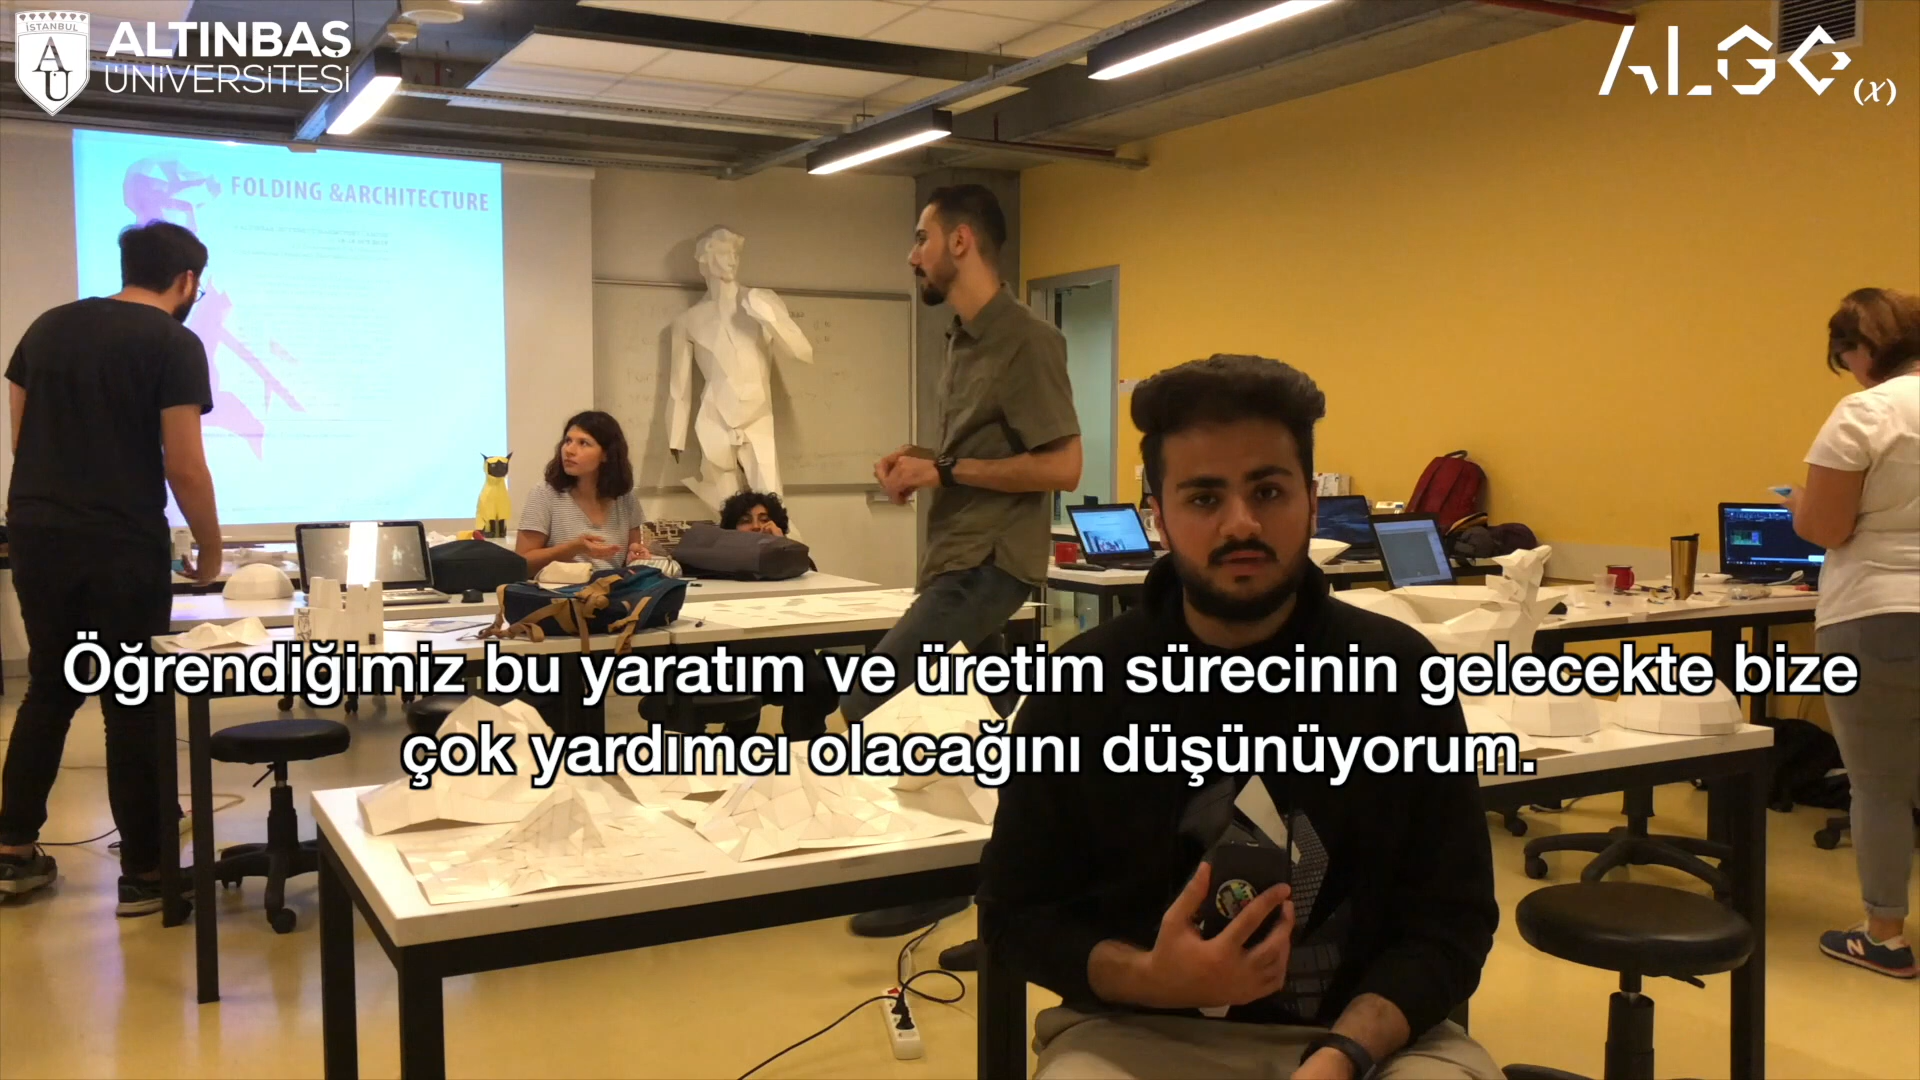 İSTANBUL
AÜ
ALTINBAŞ
ÜNİVERSİTESİ
ALGO
(x)
FOLDING &ARCHITECTURE
Öğrendiğimiz bu yaratım ve üretim sürecinin gelecekte bize
çok yardımcı olacağını düşünüyorum.